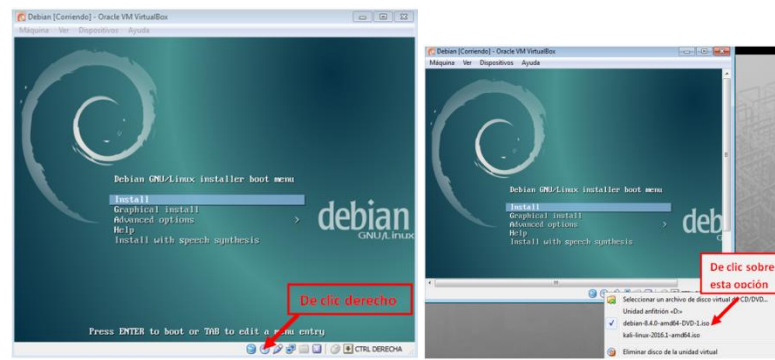 Debian [Corriendo] - Oracle VM VirtualBox
Máquina Ver Dispositivos Ayuda
Debian GNU/Linux installer boot menu
Install
Graphical install
Advanced options >
Help
Install with speech synthesis
debian
GNU/Linux
De clic derecho
Press ENTER to boot or TAB to edit a menu entry
CTRL DERECHA
Debian [Corriendo] - Oracle VM VirtualBox
Máquina Ver Dispositivos Ayuda
Debian GNU/Linux installer boot menu
Install
Graphical install
Advanced options >
Help
Install with speech synthesis
deb
De clic sobre
esta opción
Seleccionar un archivo de disco virtual de CD/DVD...
Unidad anfitrión «D:»
debian-8.4.0-amd64-DVD-1.iso
kali-linux-2016.1-amd64.iso
Eliminar disco de la unidad virtual